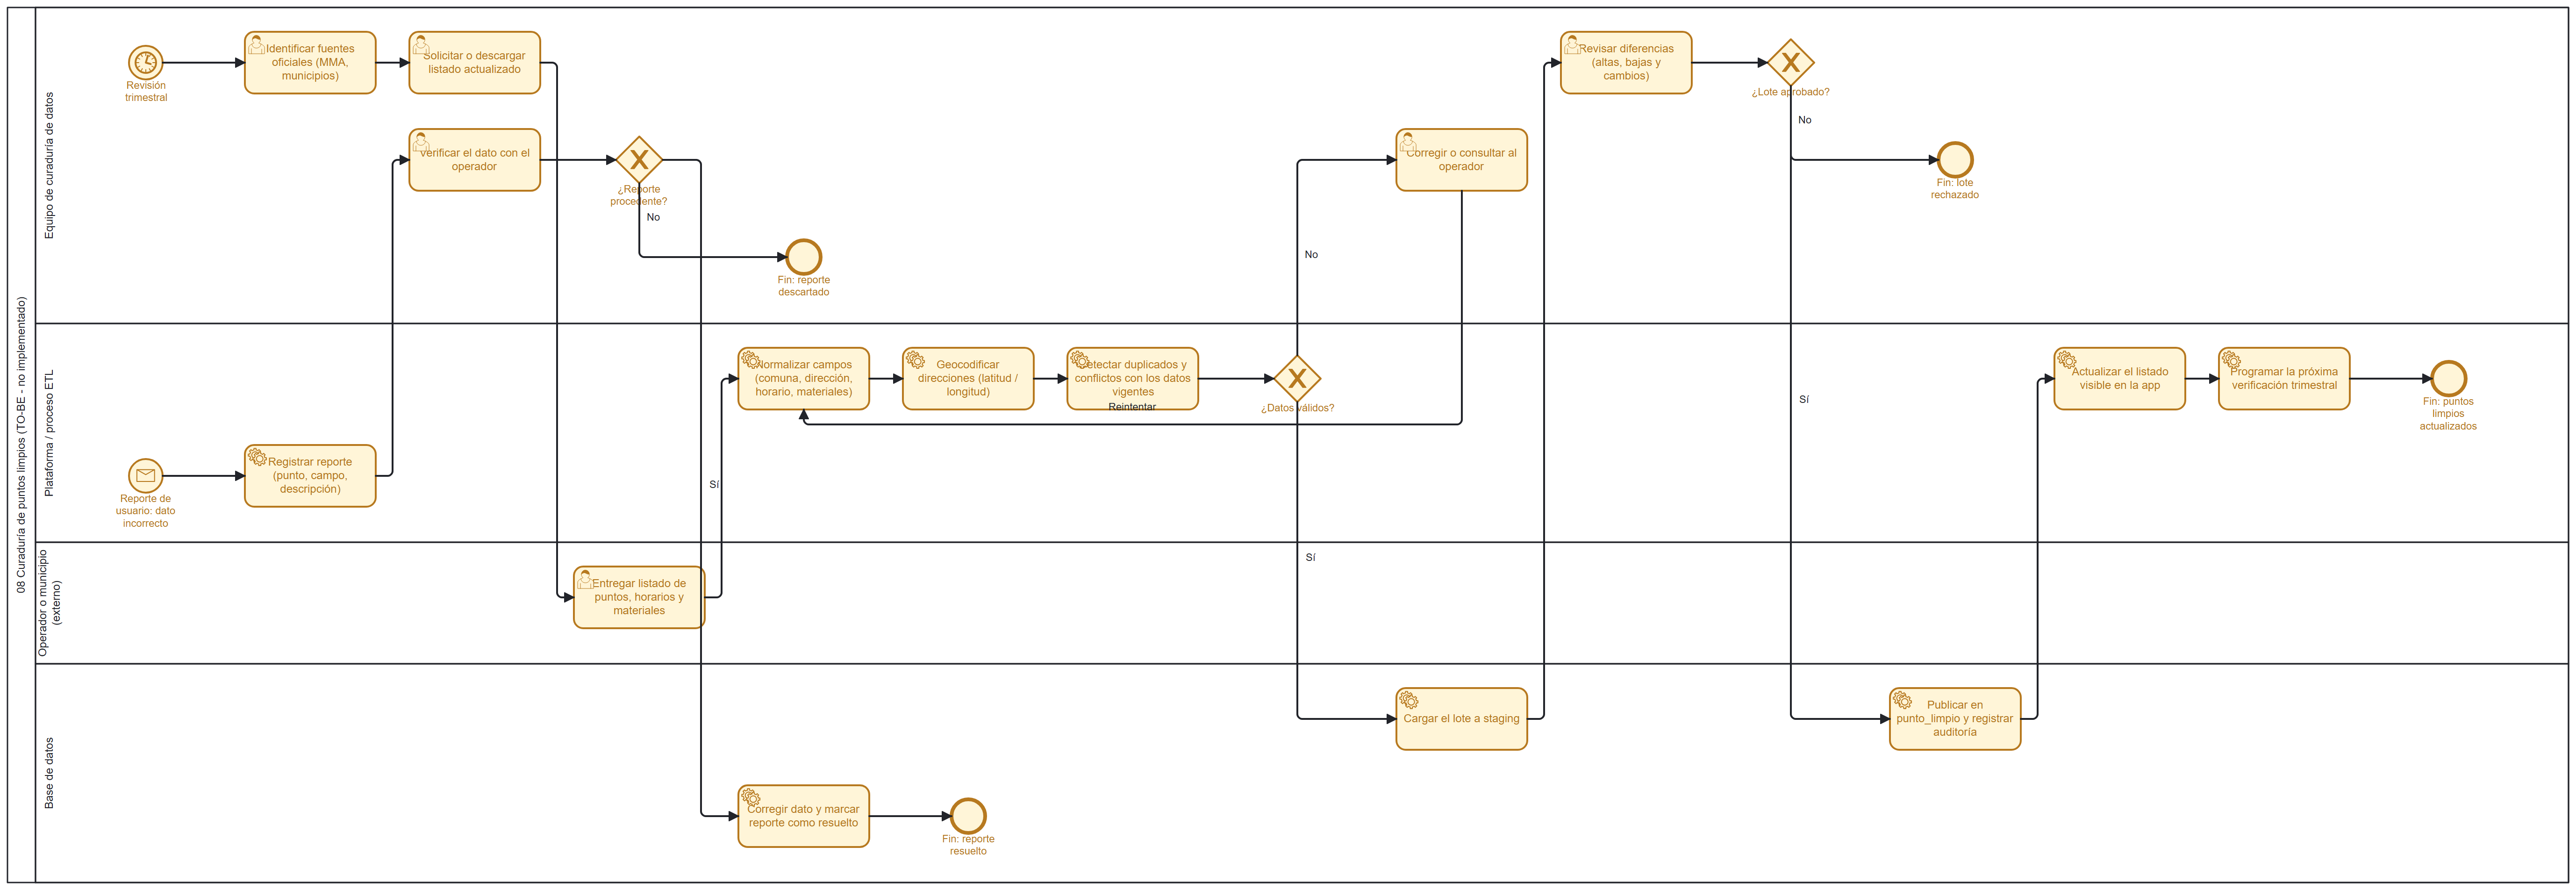 08 Curaduría de puntos limpios (TO-BE - no implementado)
Equipo de curaduría de datos
Revisión
trimestral
Identificar fuentes
oficiales (MMA,
municipios)
Solicitar o descargar
listado actualizado
Verificar el dato con el
operador
¿Reporte
procedente?
No
Fin: reporte
descartado
Corregir o consultar al
operador
No
Revisar diferencias
(altas, bajas y
cambios)
¿Lote aprobado?
No
Fin: lote
rechazado
Plataforma / proceso ETL
Reporte de
usuario: dato
incorrecto
Registrar reporte
(punto, campo,
descripción)
Sí
Normalizar campos
(comuna, dirección,
horario, materiales)
Geocodificar
direcciones (latitud /
longitud)
Detectar duplicados y
conflictos con los datos
vigentes
Reintentar
¿Datos válidos?
Sí
Actualizar el listado
visible en la app
Programar la próxima
verificación trimestral
Fin: puntos
limpios
actualizados
Operador o municipio
(externo)
Entregar listado de
puntos, horarios y
materiales
Sí
Base de datos
Cargar el lote a staging
Publicar en
punto_limpio y registrar
auditoría
Corregir dato y marcar
reporte como resuelto
Fin: reporte
resuelto